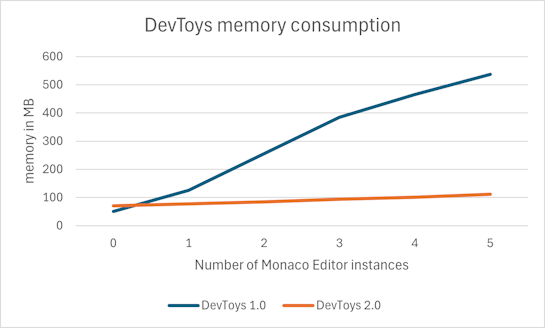 DevToys memory consumption
600
500
400
300
200
100
0
memory in MB
0 1 2 3 4 5
Number of Monaco Editor instances
DevToys 1.0 DevToys 2.0